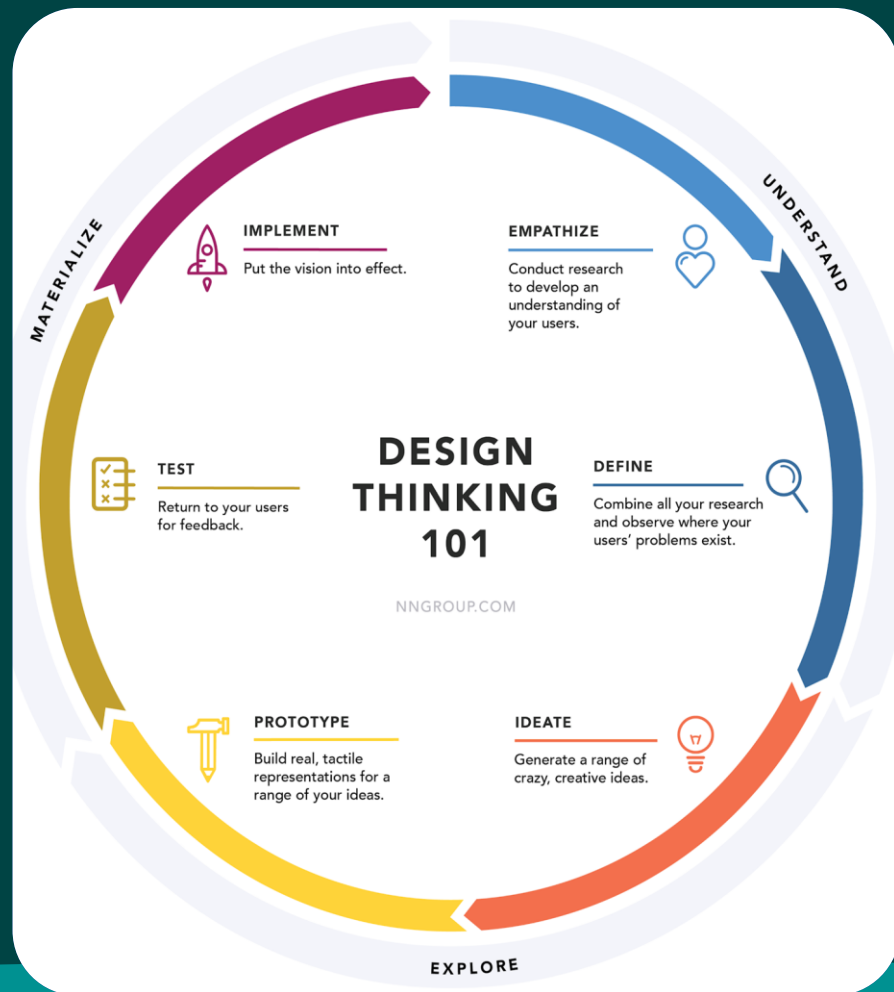 DESIGN
THINKING
101
NNGROUP.COM
UNDERSTAND
EMPATHIZE
Conduct research
to develop an
understanding of
your users.
DEFINE
Combine all your research
and observe where your
users’ problems exist.
EXPLORE
IDEATE
Generate a range of
crazy, creative ideas.
PROTOTYPE
Build real, tactile
representations for a
range of your ideas.
MATERIALIZE
TEST
Return to your users
for feedback.
IMPLEMENT
Put the vision into effect.